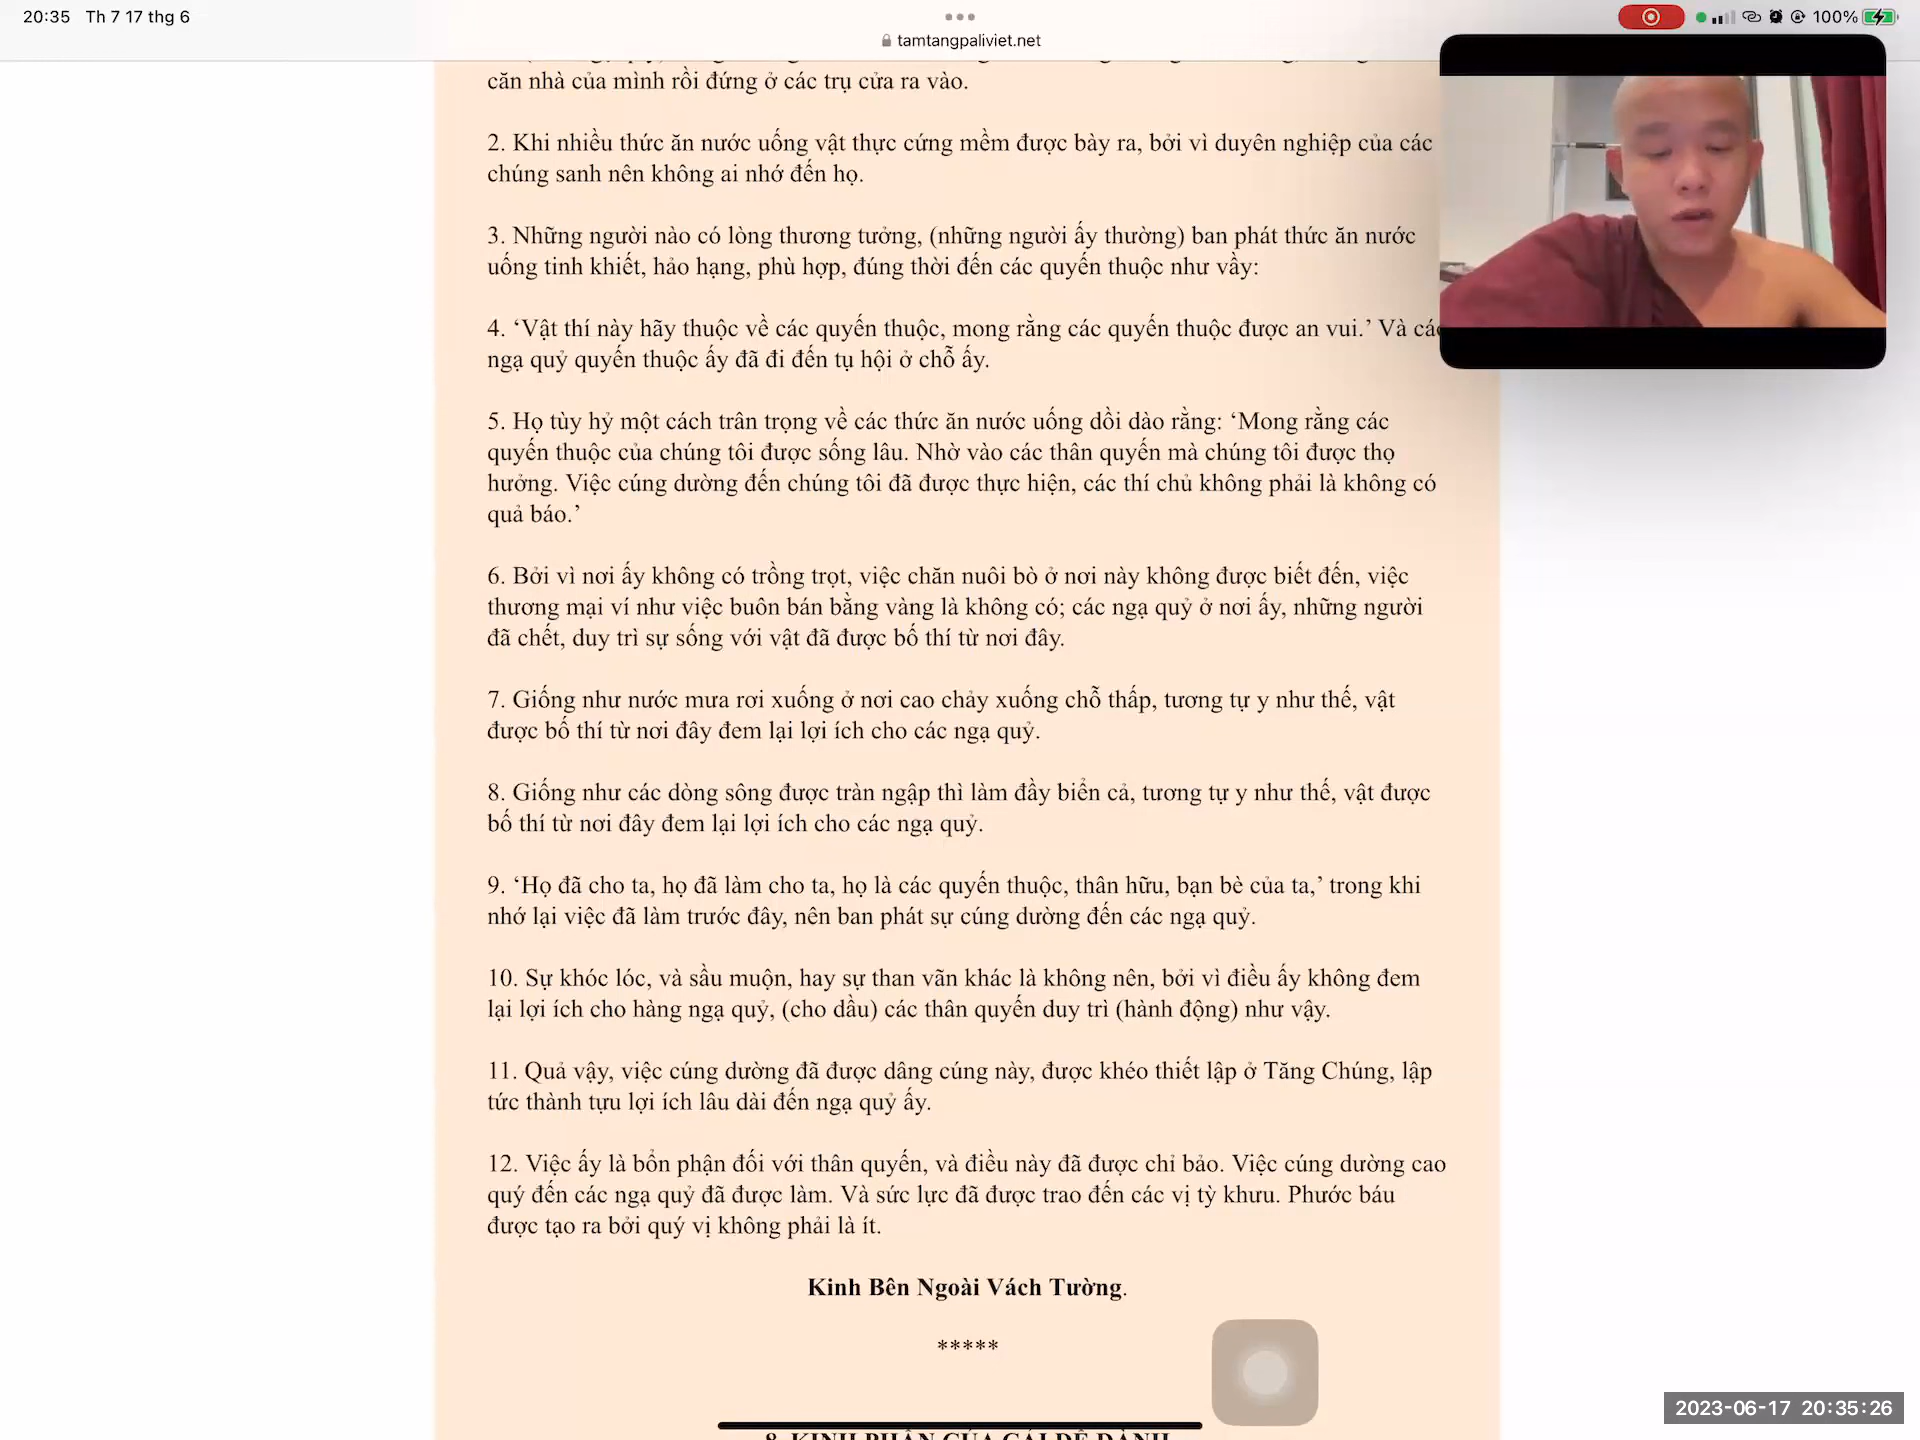 20:35 Th 7 17 thg 6
100%
tamtangpaliviet.net
căn nhà của mình rồi đứng ở các trụ cửa ra vào.
2. Khi nhiều thức ăn nước uống vật thực cứng mềm được bày ra, bởi vì duyên nghiệp của các
chúng sanh nên không ai nhớ đến họ.
3. Những người nào có lòng thương tưởng, (những người ấy thường) ban phát thức ăn nước
uống tinh khiết, hảo hạng, phù hợp, đúng thời đến các quyến thuộc như vầy:
4. ‘Vật thí này hãy thuộc về các quyến thuộc, mong rằng các quyến thuộc được an vui.’ Và các
ngạ quỷ quyến thuộc ấy đã đi đến tụ hội ở chỗ ấy.
5. Họ tùy hỷ một cách trân trọng về các thức ăn nước uống dồi dào rằng: ‘Mong rằng các
quyến thuộc của chúng tôi được sống lâu. Nhờ vào các thân quyến mà chúng tôi được thọ
hưởng. Việc cúng dường đến chúng tôi đã được thực hiện, các thí chủ không phải là không có
quả báo.’
6. Bởi vì nơi ấy không có trồng trọt, việc chăn nuôi bò ở nơi này không được biết đến, việc
thương mại ví như việc buôn bán bằng vàng là không có; các ngạ quỷ ở nơi ấy, những người
đã chết, duy trì sự sống với vật đã được bố thí từ nơi đây.
7. Giống như nước mưa rơi xuống ở nơi cao chảy xuống chỗ thấp, tương tự y như thế, vật
được bố thí từ nơi đây đem lại lợi ích cho các ngạ quỷ.
8. Giống như các dòng sông được tràn ngập thì làm đầy biển cả, tương tự y như thế, vật được
bố thí từ nơi đây đem lại lợi ích cho các ngạ quỷ.
9. ‘Họ đã cho ta, họ đã làm cho ta, họ là các quyến thuộc, thân hữu, bạn bè của ta,’ trong khi
nhớ lại việc đã làm trước đây, nên ban phát sự cúng dường đến các ngạ quỷ.
10. Sự khóc lóc, và sầu muộn, hay sự than vãn khác là không nên, bởi vì điều ấy không đem
lại lợi ích cho hàng ngạ quỷ, (cho dầu) các thân quyến duy trì (hành động) như vậy.
11. Quả vậy, việc cúng dường đã được dâng cúng này, được khéo thiết lập ở Tăng Chúng, lập
tức thành tựu lợi ích lâu dài đến ngạ quỷ ấy.
12. Việc ấy là bổn phận đối với thân quyến, và điều này đã được chỉ bảo. Việc cúng dường cao
quý đến các ngạ quỷ đã được làm. Và sức lực đã được trao đến các vị tỳ khưu. Phước báu
được tạo ra bởi quý vị không phải là ít.
Kinh Bên Ngoài Vách Tường.
*****
8. KINH PHẦN CỦA CẢI ĐỂ DÀNH
2023-06-17 20:35:26